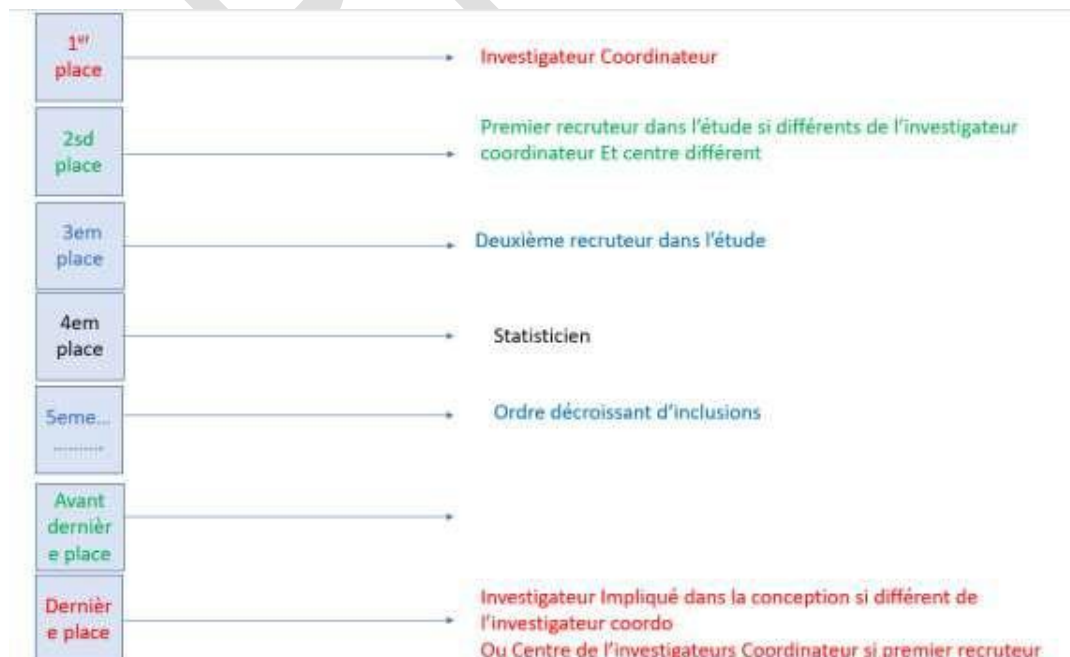 1er place
Investigateur Coordinateur
2sd place
Premier recruteur dans l'étude si différents de l'investigateur
coordinateur Et centre différent
3em place
Deuxième recruteur dans l'étude
4em place
Statisticien
5eme...
..........
Ordre décroissant d'inclusions
Avant
dernièr
e place
Dernièr
e place
Investigateur Impliqué dans la conception si différent de
l'investigateur coordo
Ou Centre de l'investigateurs Coordinateur si premier recruteur